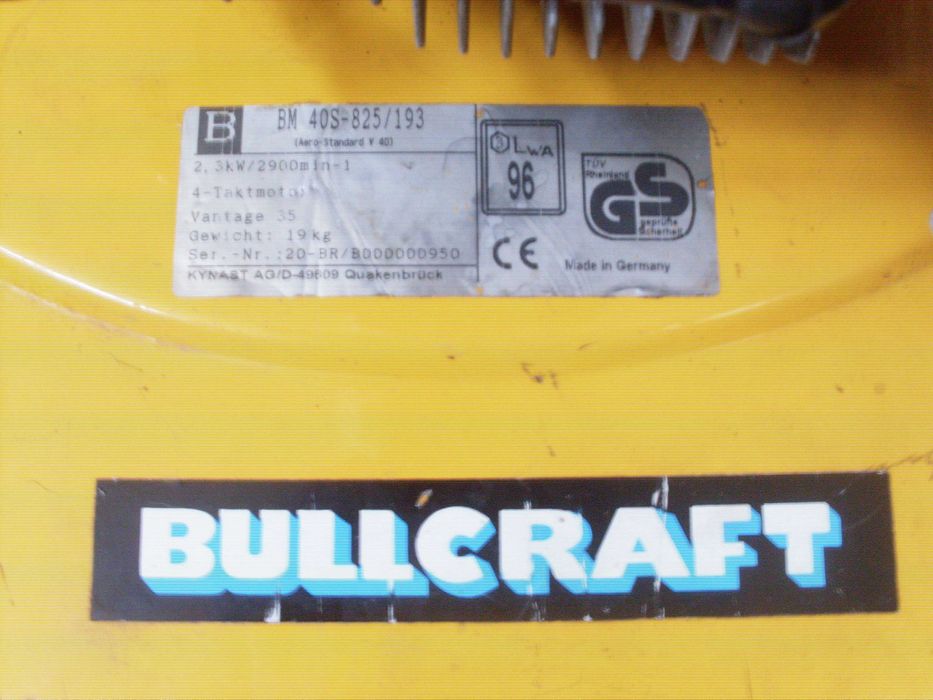 B
BM 40S-825/193
(Aero-Standard V 40)
2,3kW/2900min-1
4-Taktmotor
Vantage 35
Gewicht: 19kg
Ser.-Nr.:20-BR/B000000950
KYNAST AG/D-49609 Quakenbrück
LWA
96
TÜV
Rheinland
GS
geprüfte
Sicherheit
CE
Made in Germany
BULLCRAFT